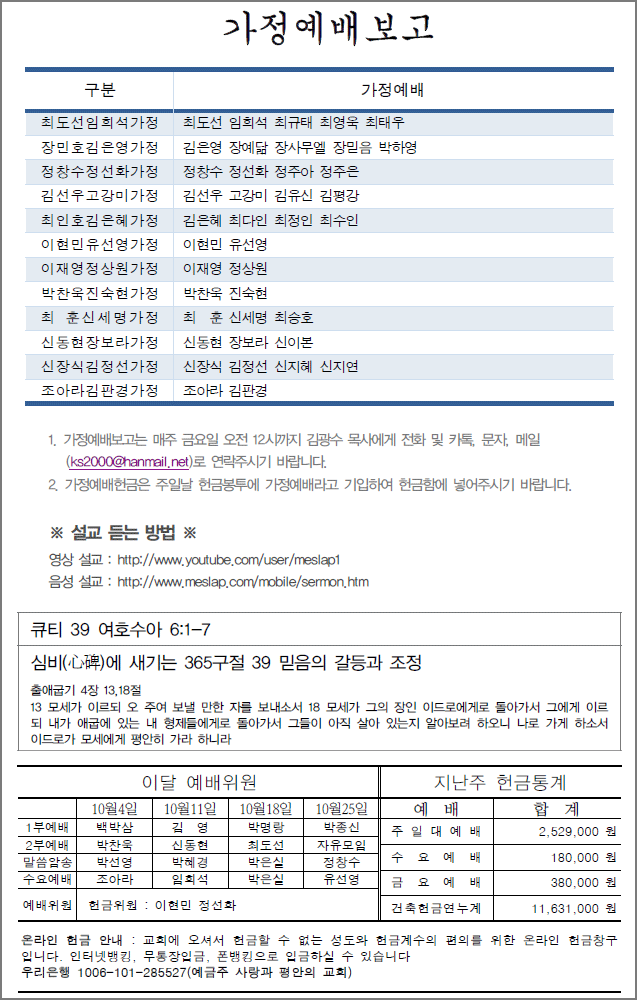 가정예배보고
구분 가정예배
최도선임희석가정 최도선 임희석 최규태 최영욱 최태우
장민호김은영가정 김은영 장예닮 장사무엘 장믿음 박하영
정창수정선화가정 정창수 정선화 정주아 정주은
김선우고강미가정 김선우 고강미 김유신 김평강
최인호김은혜가정 김은혜 최다인 최정인 최수인
이현민유선영가정 이현민 유선영
이재영정상원가정 이재영 정상원
박찬욱진숙현가정 박찬욱 진숙현
최 훈신세명가정 최 훈 신세명 최승호
신동현장보라가정 신동현 장보라 신이본
신장식김정선가정 신장식 김정선 신지혜 신지연
조아라김판경가정 조아라 김판경
1. 가정예배보고는 매주 금요일 오전 12시까지 김광수 목사에게 전화 및 카톡, 문자, 메일
(ks2000@hanmail.net)로 연락주시기 바랍니다.
2. 가정예배헌금은 주일날 헌금봉투에 가정예배라고 기입하여 헌금함에 넣어주시기 바랍니다.
※ 설교 듣는 방법 ※
영상 설교 : http://www.youtube.com/user/meslap1
음성 설교 : http://www.meslap.com/mobile/sermon.htm
큐티 39 여호수아 6:1-7
심비(心碑)에 새기는 365구절 39 믿음의 갈등과 조정
출애굽기 4장 13,18절
13 모세가 이르되 오 주여 보낼 만한 자를 보내소서 18 모세가 그의 장인 이드로에게로 돌아가서 그에게 이르
되 내가 애굽에 있는 내 형제들에게로 돌아가서 그들이 아직 살아 있는지 알아보려 하오니 나로 가게 하소서
이드로가 모세에게 평안히 가라 하니라
이달 예배위원
10월4일 10월11일 10월18일 10월25일
1부예배 백박삼 김 영 박명랑 박종신
2부예배 박찬욱 신동현 최도선 자유모임
말씀암송 박선영 박혜경 박은실 정창수
수요예배 조아라 임희석 박은실 유선영
예배위원 헌금위원 : 이현민 정선화
지난주 헌금통계
예 배 합 계
주 일 대 예 배 2,529,000 원
수 요 예 배 180,000 원
금 요 예 배 380,000 원
건축헌금연누계 11,631,000 원
온라인 헌금 안내 : 교회에 오셔서 헌금할 수 없는 성도와 헌금계수의 편의를 위한 온라인 헌금창구
입니다. 인터넷뱅킹, 무통장입금, 폰뱅킹으로 입금하실 수 있습니다
우리은행 1006-101-285527(예금주 사랑과 평안의 교회)